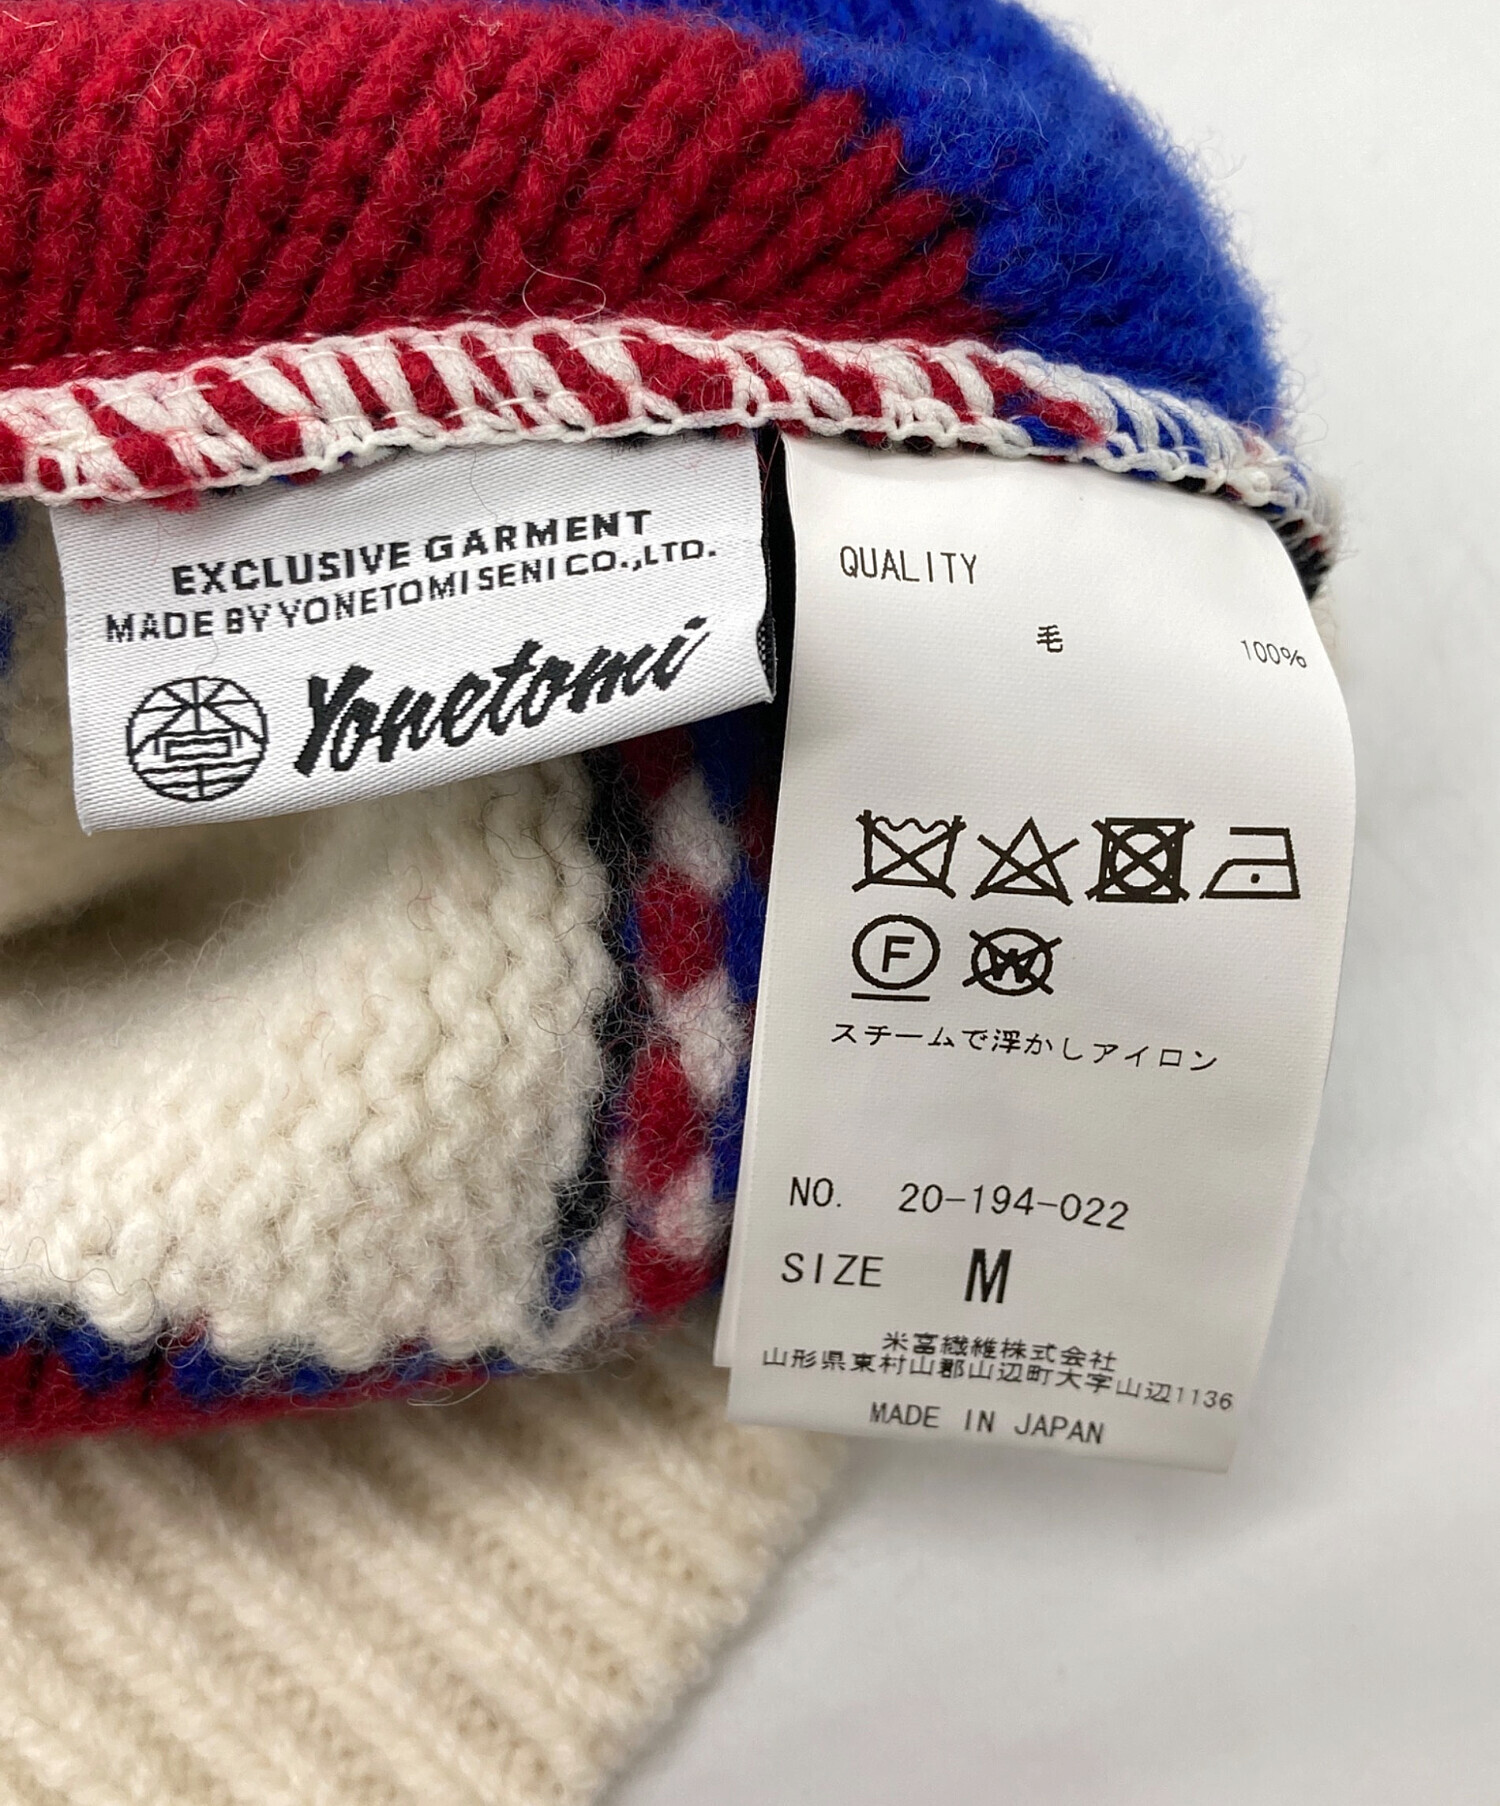 EXCLUSIVE GARMENT
MADE BY YONETOMI SENI CO.,LTD.
Yonetomi
QUALITY
毛 100%
F
W
スチームで浮かしアイロン
NO. 20-194-022
SIZE M
米富繊維株式会社
山形県東村山郡山辺町大字山辺1136
MADE IN JAPAN